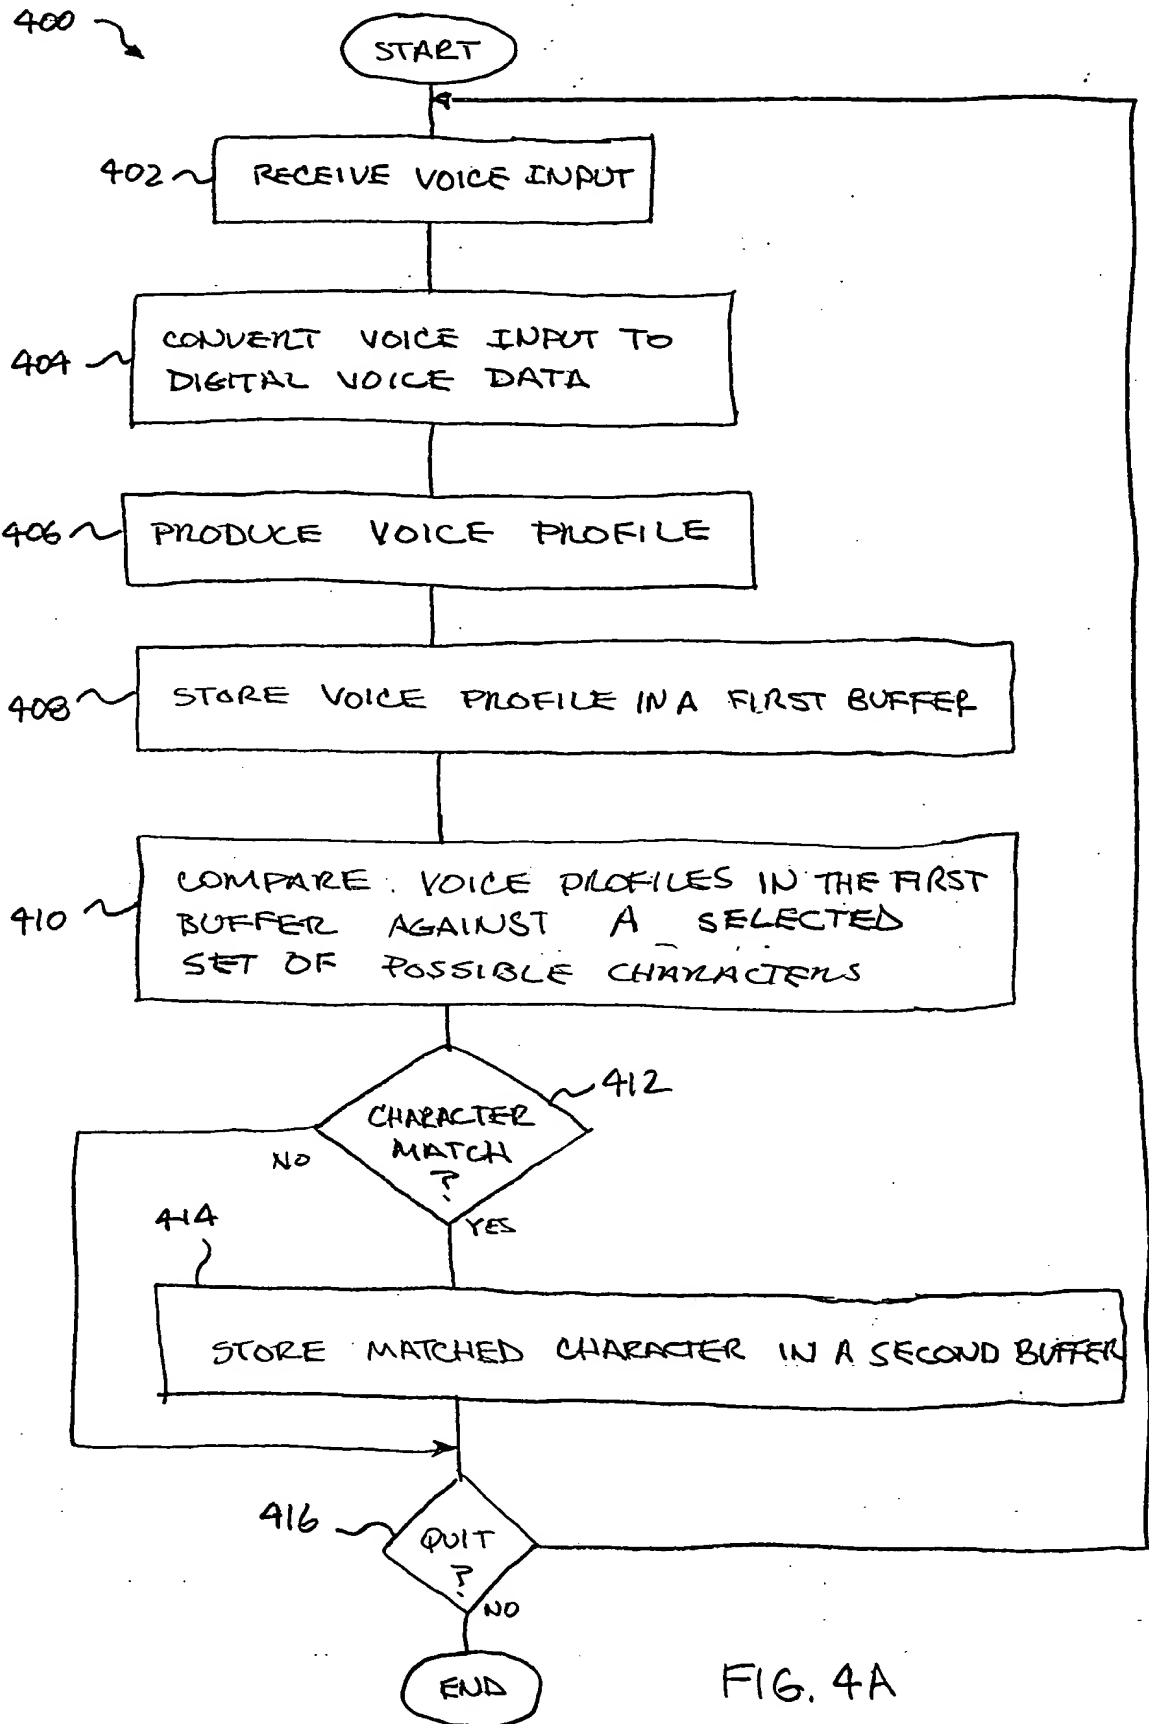 400
START
402
RECEIVE VOICE INPUT
404
CONVERT VOICE INPUT TO
DIGITAL VOICE DATA
406
PRODUCE VOICE PROFILE
408
STORE VOICE PROFILE IN A FIRST BUFFER
410
COMPARE VOICE PROFILES IN THE FIRST
BUFFER AGAINST A SELECTED
SET OF POSSIBLE CHARACTERS
412
CHARACTER
MATCH
?
NO
YES
414
STORE MATCHED CHARACTER IN A SECOND BUFFER
416
QUIT
?
NO
END
FIG. 4A